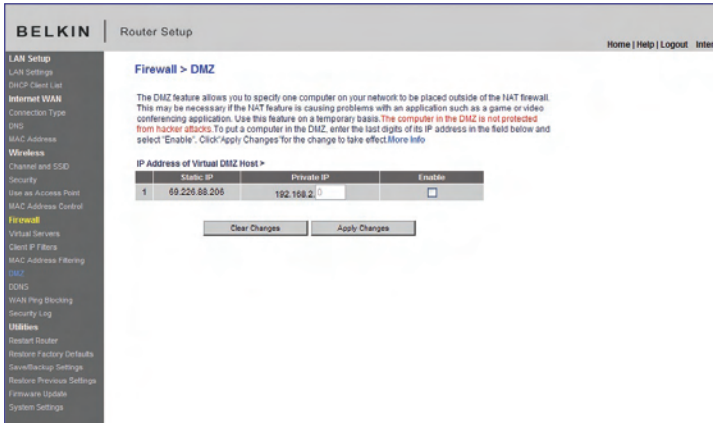 BELKIN
Router Setup
Home | Help | Logout Inter
LAN Setup
LAN Settings
DHCP Client List
Internet WAN
Connection Type
DNS
MAC Address
Wireless
Channel and SSID
Security
Use as Access Point
MAC Address Control
Firewall
Virtual Servers
Client IP Filters
MAC Address Filtering
DMZ
DDNS
WAN Ping Blocking
Security Log
Utilities
Restart Router
Restore Factory Defaults
Save/Backup Settings
Restore Previous Settings
Firmware Update
System Settings
Firewall > DMZ
The DMZ feature allows you to specify one computer on your network to be placed outside of the NAT firewall.
This may be necessary if the NAT feature is causing problems with an application such as a game or video
conferencing application. Use this feature on a temporary basis.The computer in the DMZ is not protected
from hacker attacks.To put a computer in the DMZ, enter the last digits of its IP address in the field below and
select "Enable". Click"Apply Changes"for the change to take effect.More Info
IP Address of Virtual DMZ Host >
Static IP Private IP Enable
1 69.226.88.206 192.168.2. 0
Clear Changes Apply Changes